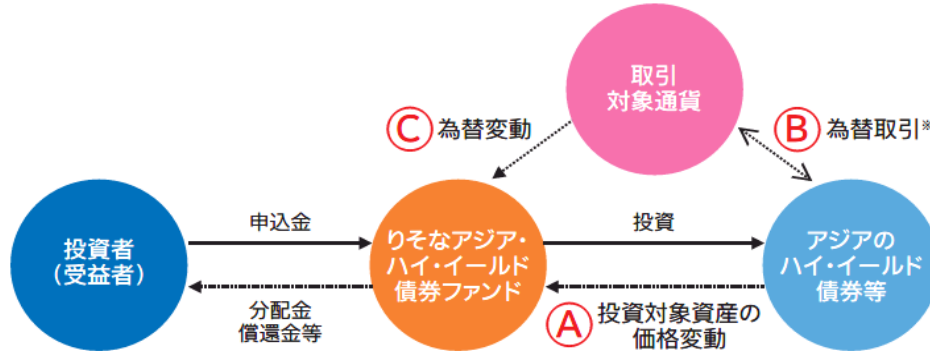 取引
対象通貨
Ⓒ為替変動
Ⓑ為替取引※
投資者
(受益者)
申込金
分配金
償還金等
りそなアジア・
ハイ・イールド
債券ファンド
投資
Ⓐ投資対象資産の
価格変動
アジアの
ハイ・イールド
債券等